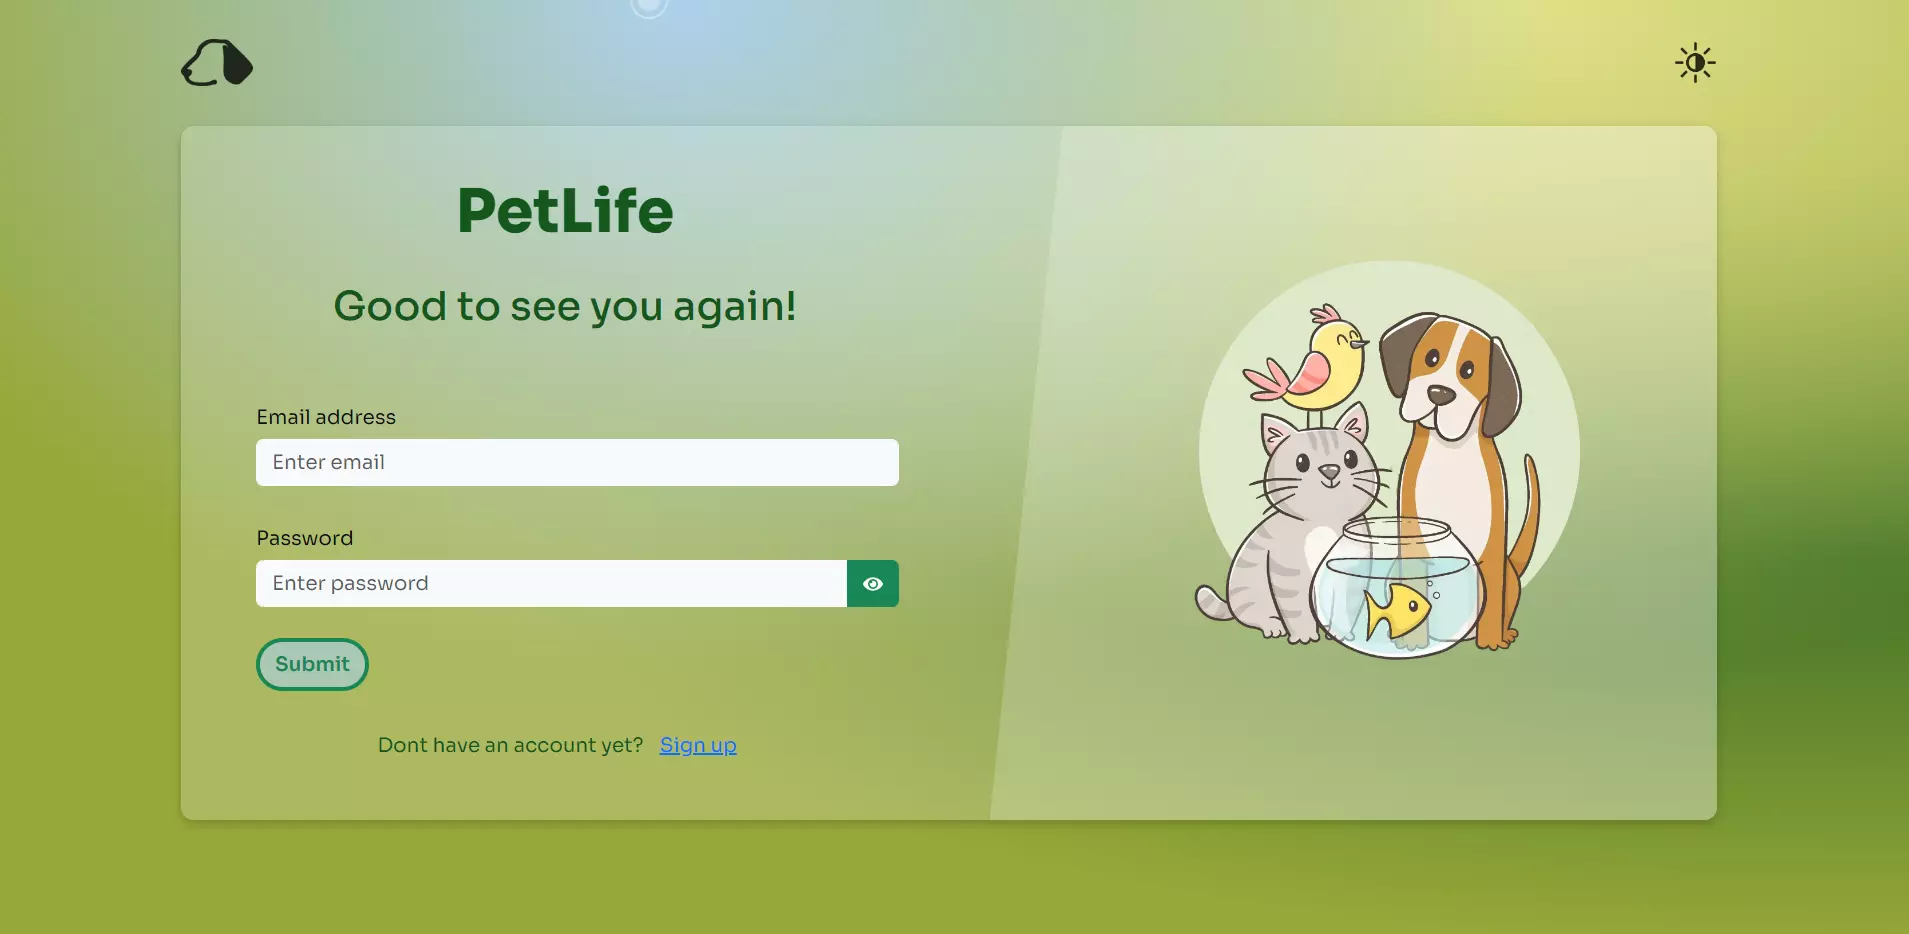 PetLife
Good to see you again!
Email address
Enter email
Password
Enter password
Submit
Dont have an account yet? Sign up